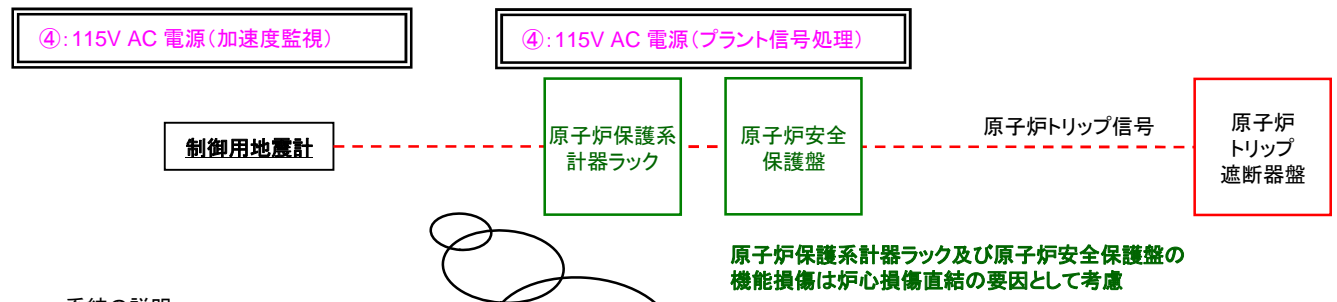 ④:115V AC 電源(加速度監視)
④:115V AC 電源(プラント信号処理)
制御用地震計
原子炉保護系
計器ラック
原子炉安全
保護盤
原子炉トリップ信号
原子炉
トリップ
遮断器盤
原子炉保護系計器ラック及び原子炉安全保護盤の
機能損傷は炉心損傷直結の要因として考慮